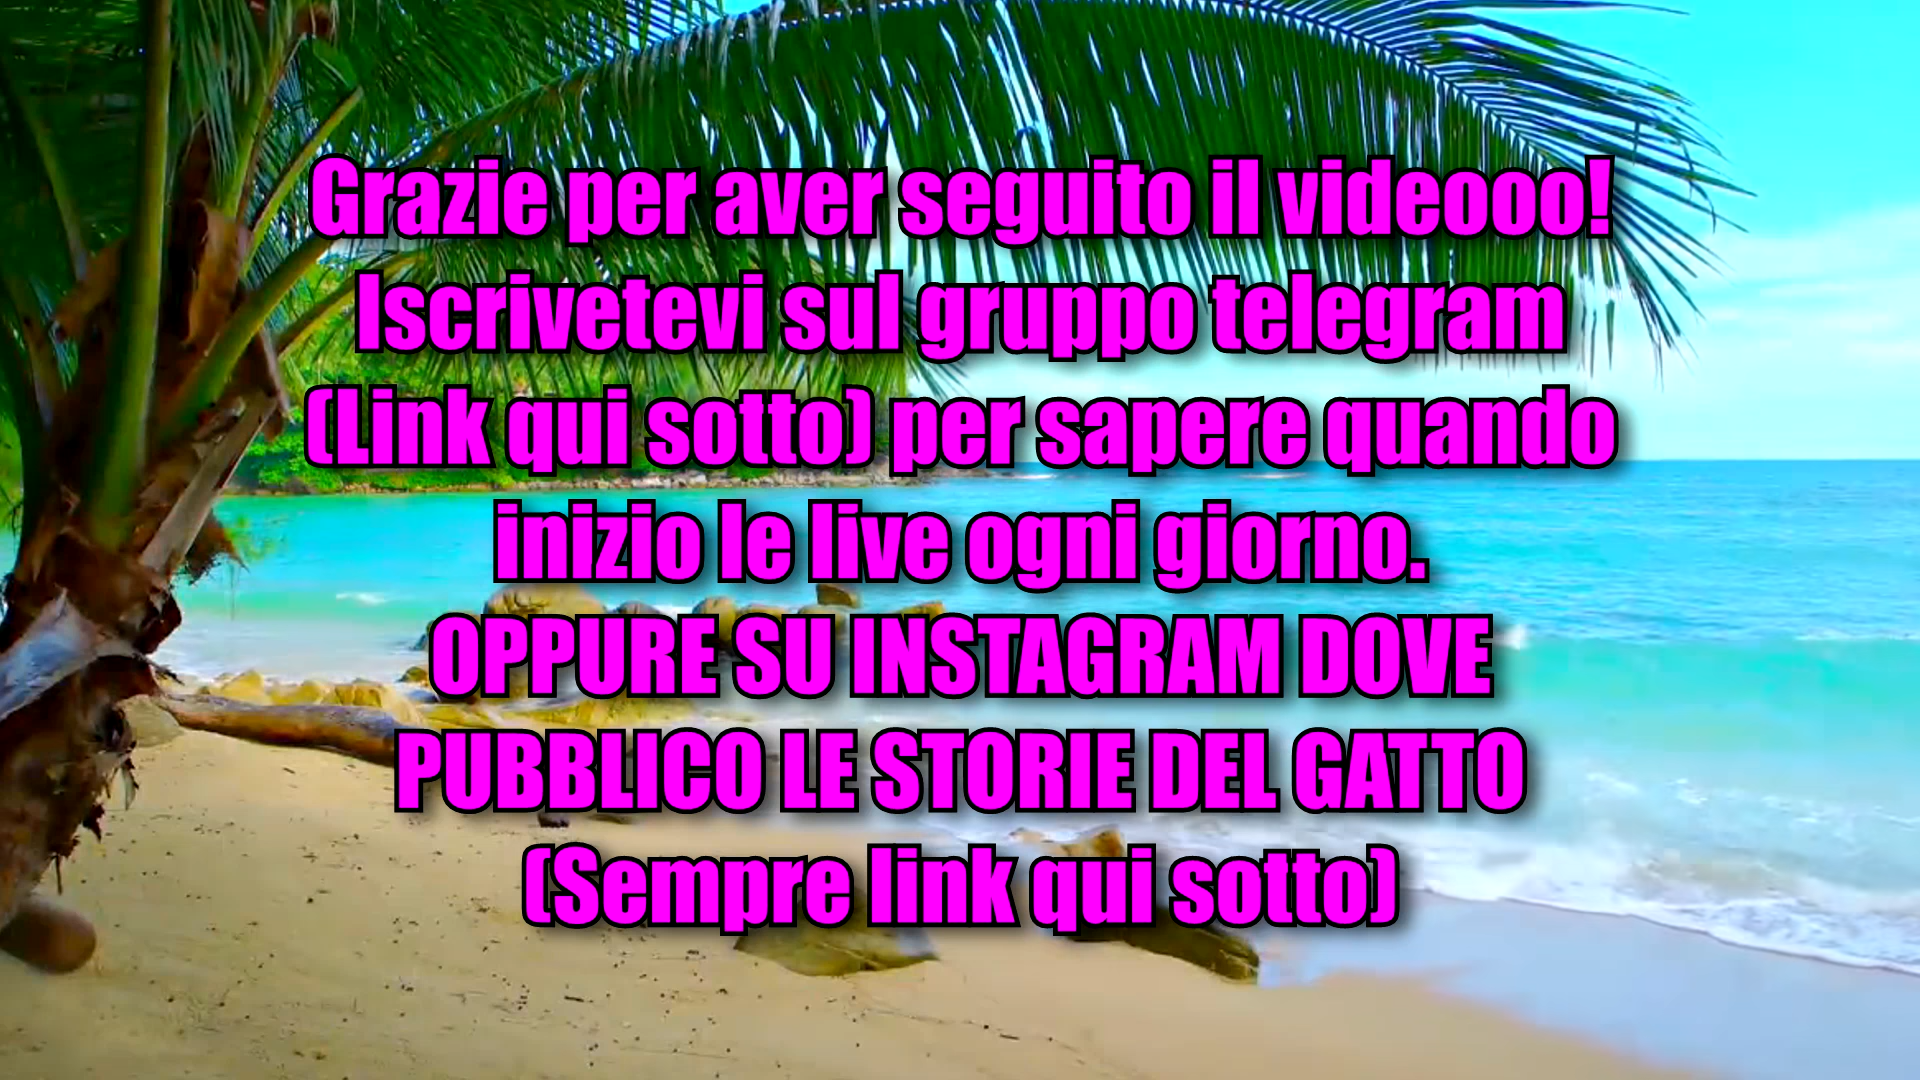 Grazie per aver seguito il videooo!
Iscrivetevi sul gruppo telegram
(Link qui sotto) per sapere quando
inizio le live ogni giorno.
OPPURE SU INSTAGRAM DOVE
PUBBLICO LE STORIE DEL GATTO
(Sempre link qui sotto)